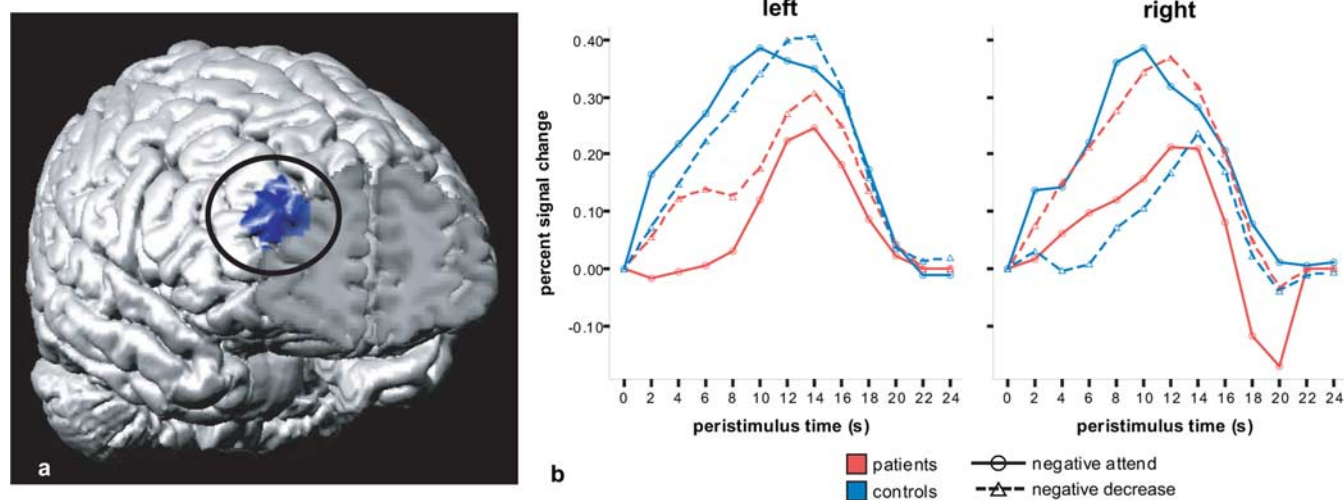 left
right
percent signal change
0.40
0.30
0.20
0.10
0.00
-0.10
0 2 4 6 8 10 12 14 16 18 20 22 24
0 2 4 6 8 10 12 14 16 18 20 22 24
peristimulus time (s)
peristimulus time (s)
a
b
patients
negative attend
controls
negative decrease